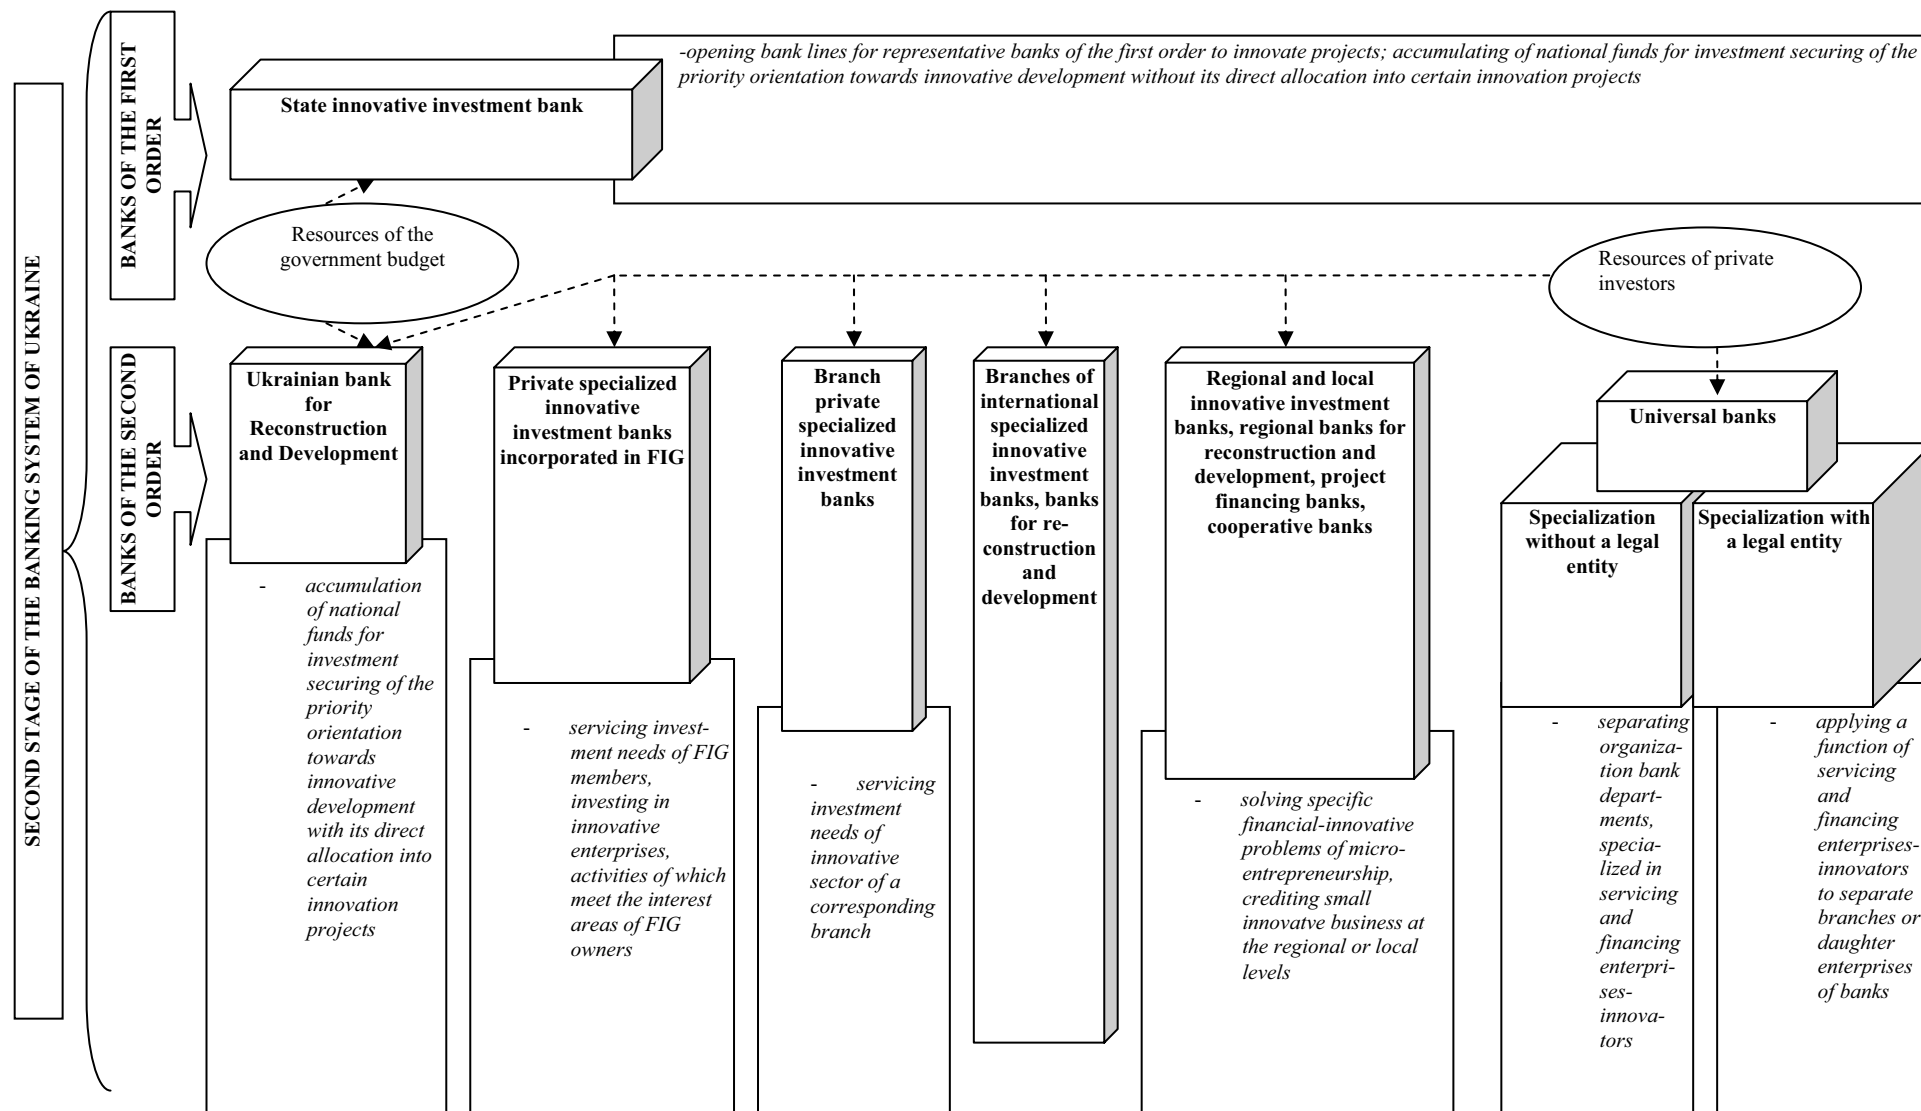 SECOND STAGE OF THE BANKING SYSTEM OF UKRAINE
BANKS OF THE FIRST
ORDER
State innovative investment bank
-opening bank lines for representative banks of the first order to innovate projects; accumulating of national funds for investment securing of the
priority orientation towards innovative development without its direct allocation into certain innovation projects
Resources of the
government budget
Resources of private
investors
BANKS OF THE SECOND
ORDER
Ukrainian bank
for
Reconstruction
and Development
- accumulation
of national
funds for
investment
securing of the
priority
orientation
towards
innovative
development
with its direct
allocation into
certain
innovation
projects
Private specialized
innovative
investment banks
incorporated in FIG
- servicing invest-
ment needs of FIG
members,
investing in
innovative
enterprises,
activities of which
meet the interest
areas of FIG
owners
Branch
private
specialized
innovative
investment
banks
- servicing
investment
needs of
innovative
sector of a
corresponding
branch
Branches of
international
specialized
innovative
investment
banks, banks
for re-
construction
and
development
Regional and local
innovative investment
banks, regional banks for
reconstruction and
development, project
financing banks,
cooperative banks
- solving specific
financial-innovative
problems of micro-
entrepreneurship,
crediting small
innovatve business at
the regional or local
levels
Universal banks
Specialization
without a legal
entity
- separating
organiza-
tion bank
depart-
ments,
specia-
lized in
servicing
and
financing
enterpri-
ses-
innova-
tors
Specialization with
a legal entity
- applying a
function of
servicing
and
financing
enterprises-
innovators
to separate
branches or
daughter
enterprises
of banks